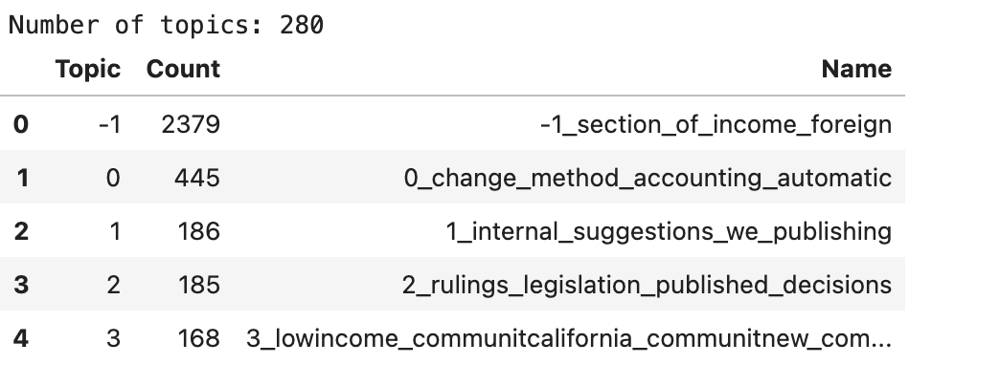 Number of topics: 280
Topic Count Name
0 -1 2379 -1_section_of_income_foreign
1 0 445 0_change_method_accounting_automatic
2 1 186 1_internal_suggestions_we_publishing
3 2 185 2_rulings_legislation_published_decisions
4 3 168 3_lowincome_communitcalifornia_communitnew_com...